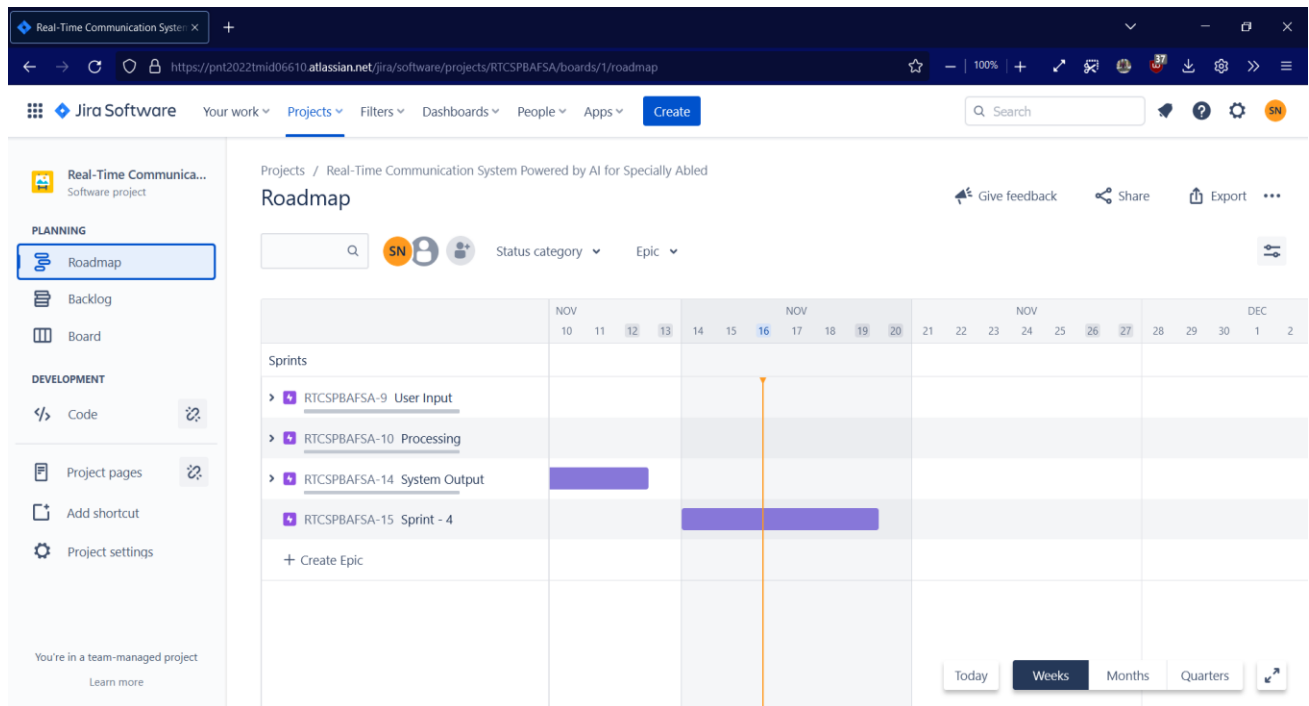 Real-Time Communication System
https://pnt2022tmid06610.atlassian.net/jira/software/projects/RTCSPBAFSA/boards/1/roadmap 100% 37
Jira Software Your work Projects Filters Dashboards People Apps Create Search SN
Real-Time Communica...
Software project
PLANNING
Roadmap
Backlog
Board
DEVELOPMENT
Code
Project pages
Add shortcut
Project settings
You're in a team-managed project
Learn more
Projects / Real-Time Communication System Powered by AI for Specially Abled
Roadmap Give feedback Share Export
SN Status category Epic
NOV NOV NOV DEC
10 11 12 13 14 15 16 17 18 19 20 21 22 23 24 25 26 27 28 29 30 1 2
Sprints
RTCSPBAFSA-9 User Input
RTCSPBAFSA-10 Processing
RTCSPBAFSA-14 System Output
RTCSPBAFSA-15 Sprint - 4
+ Create Epic
Today Weeks Months Quarters